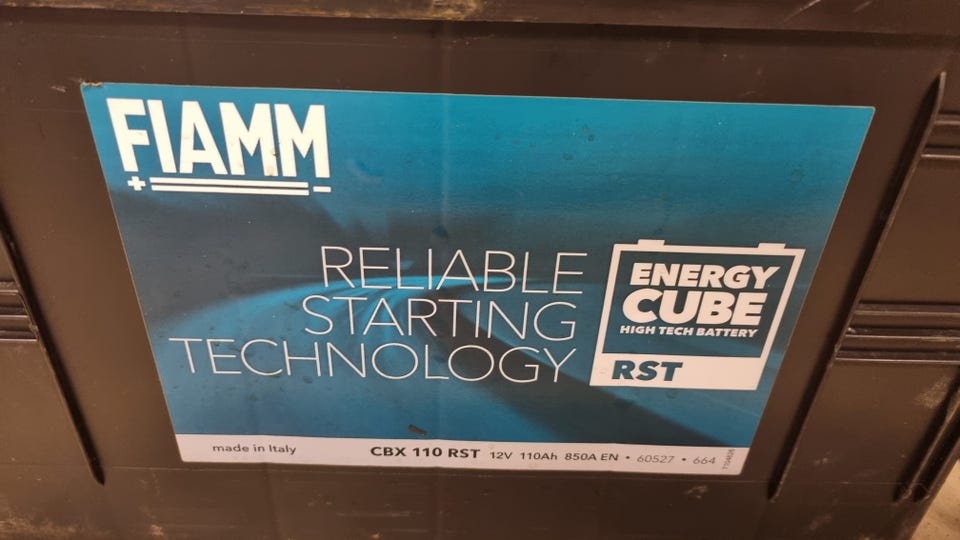 FIAMM
RELIABLE
STARTING
TECHNOLOGY
ENERGY
CUBE
HIGH TECH BATTERY
RST
made in Italy CBX 110 RST 12V 110Ah 850A EN • 60527 • 664